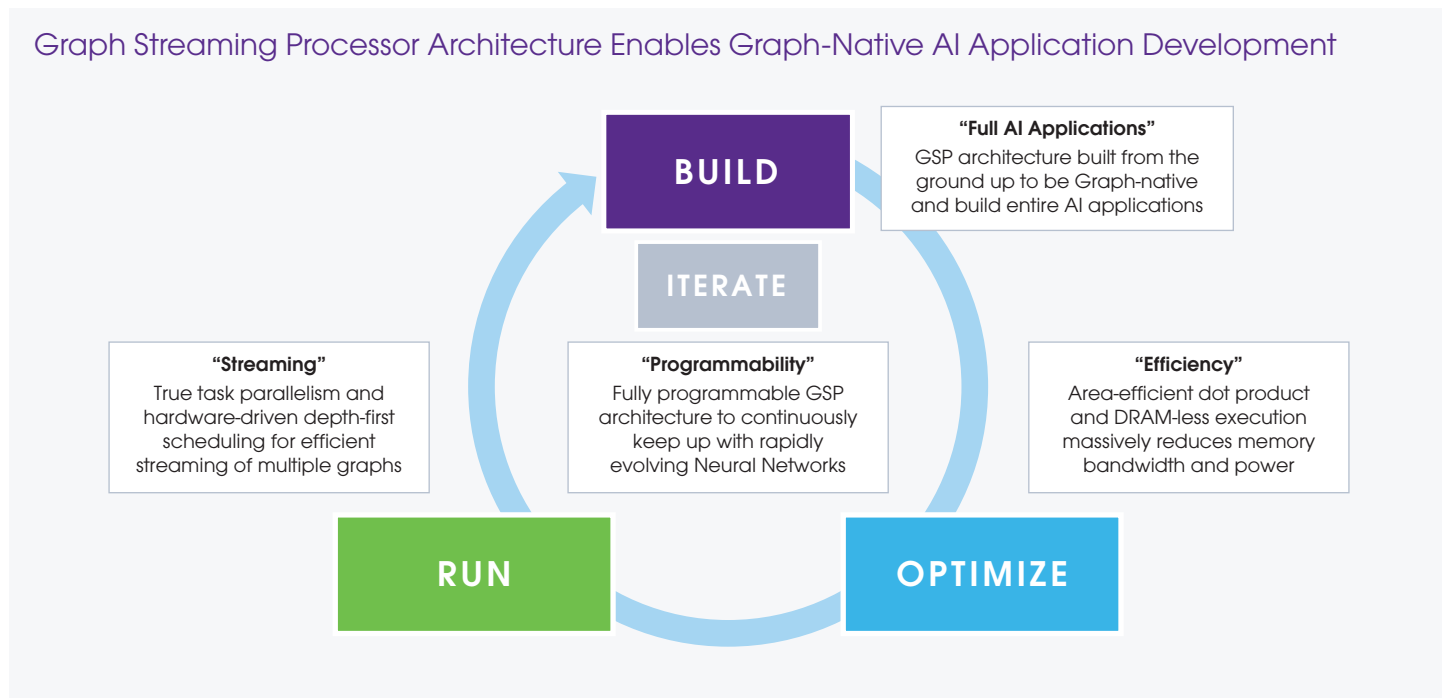 Graph Streaming Processor Architecture Enables Graph-Native AI Application Development
BUILD
“Full AI Applications”
GSP architecture built from the
ground up to be Graph-native
and build entire AI applications
ITERATE
“Streaming”
True task parallelism and
hardware-driven depth-first
scheduling for efficient
streaming of multiple graphs
“Programmability”
Fully programmable GSP
architecture to continuously
keep up with rapidly
evolving Neural Networks
“Efficiency”
Area-efficient dot product
and DRAM-less execution
massively reduces memory
bandwidth and power
RUN
OPTIMIZE